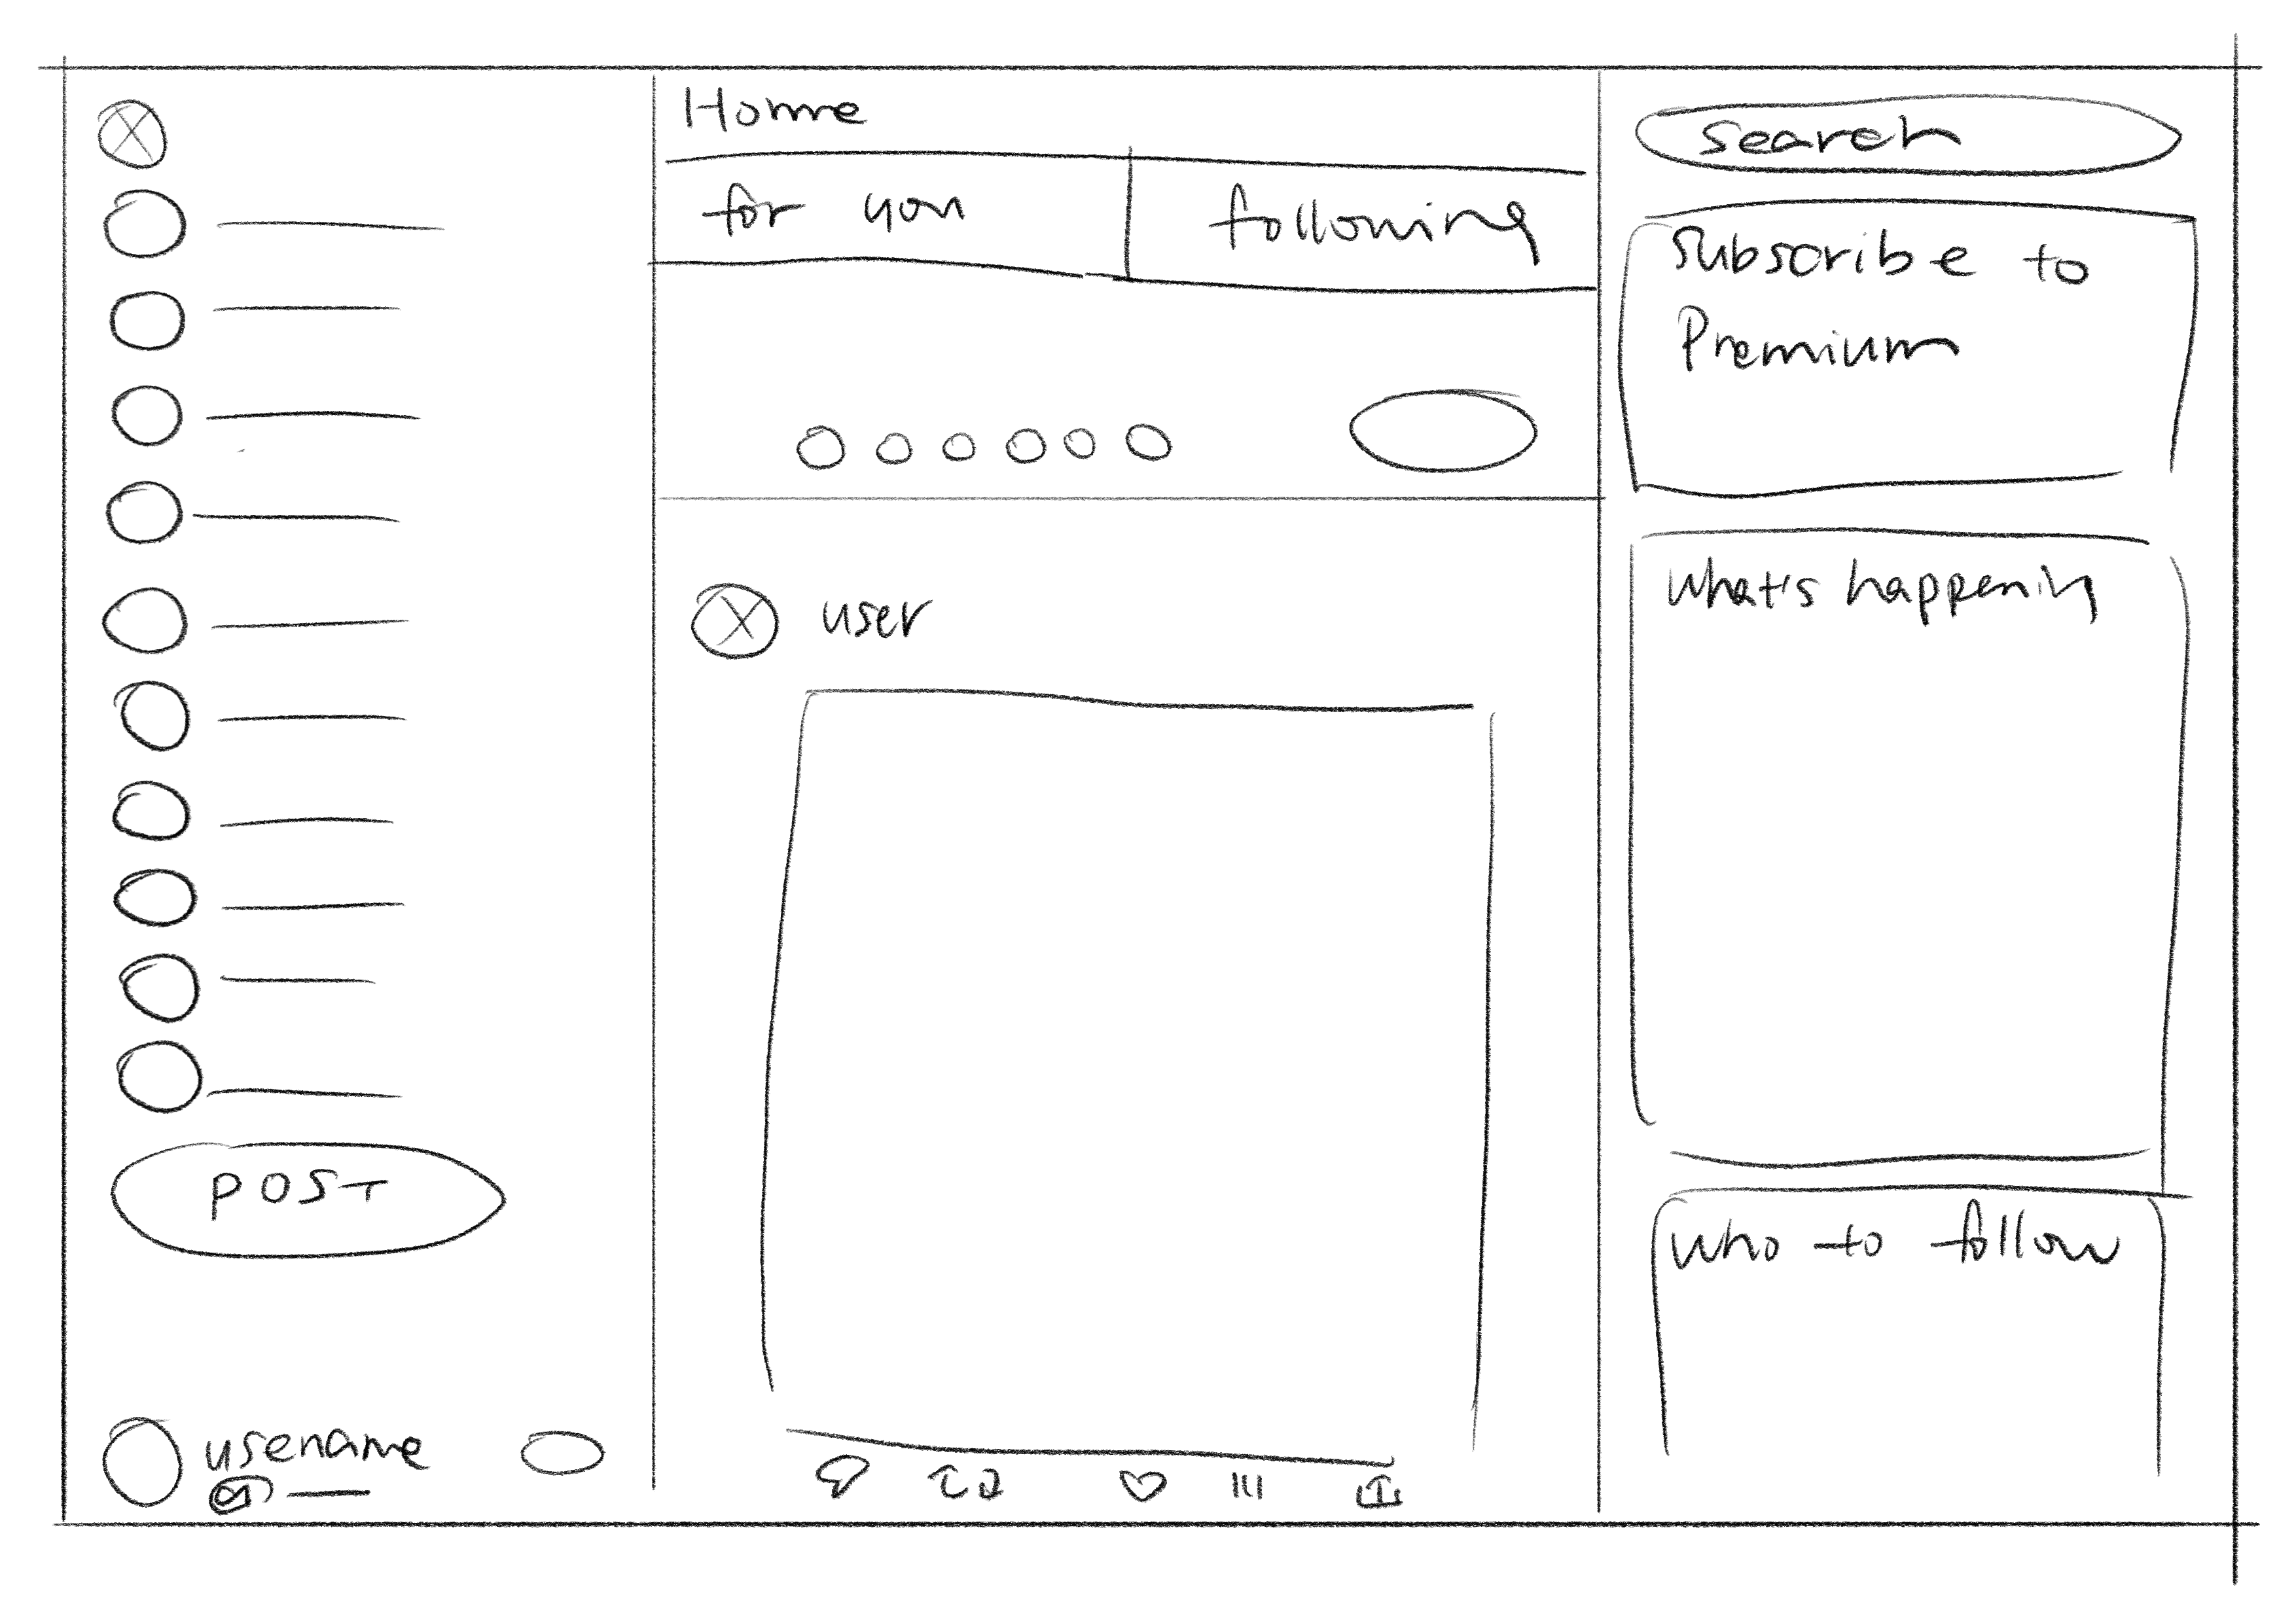 POST
usename
@
Home
for you
following
user
search
Subscribe to
Premium
What's happenin
who to follow